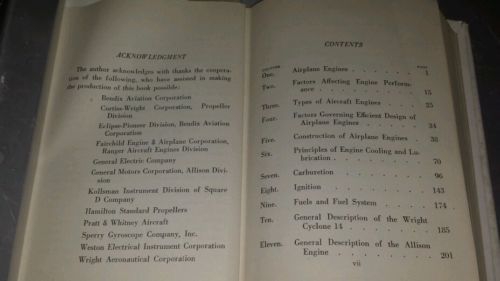 ACKNOWLEDGMENT
The author acknowledges with thanks the coopera-
tion of the following, who have assisted in making
the production of this book possible:
Bendix Aviation Corporation
Curtiss-Wright Corporation, Propeller
Division
Eclipse-Pioneer Division, Bendix Aviation
Corporation
Fairchild Engine & Airplane Corporation,
Ranger Aircraft Engines Division
General Electric Company
General Motors Corporation, Allison Divi-
sion
Kollsman Instrument Division of Square
D Company
Hamilton Standard Propellers
Pratt & Whitney Aircraft
Sperry Gyroscope Company, Inc.
Weston Electrical Instrument Corporation
Wright Aeronautical Corporation
CONTENTS
CHAPTER PAGE
One. Airplane Engines . . . . . . . . 1
Two. Factors Affecting Engine Perform-
ance . . . . . . . . . . . 15
Three. Types of Aircraft Engines . . . . 25
Four. Factors Governing Efficient Design of
Airplane Engines . . . . . . . 34
Five. Construction of Airplane Engines . . 38
Six. Principles of Engine Cooling and Lu-
brication . . . . . . . . . . 70
Seven. Carburetion . . . . . . . . . 96
Eight. Ignition . . . . . . . . . . 143
Nine. Fuels and Fuel System . . . . . 174
Ten. General Description of the Wright
Cyclone 14 . . . . . . . . . 185
Eleven. General Description of the Allison
Engine . . . . . . . . . . . 201
vii